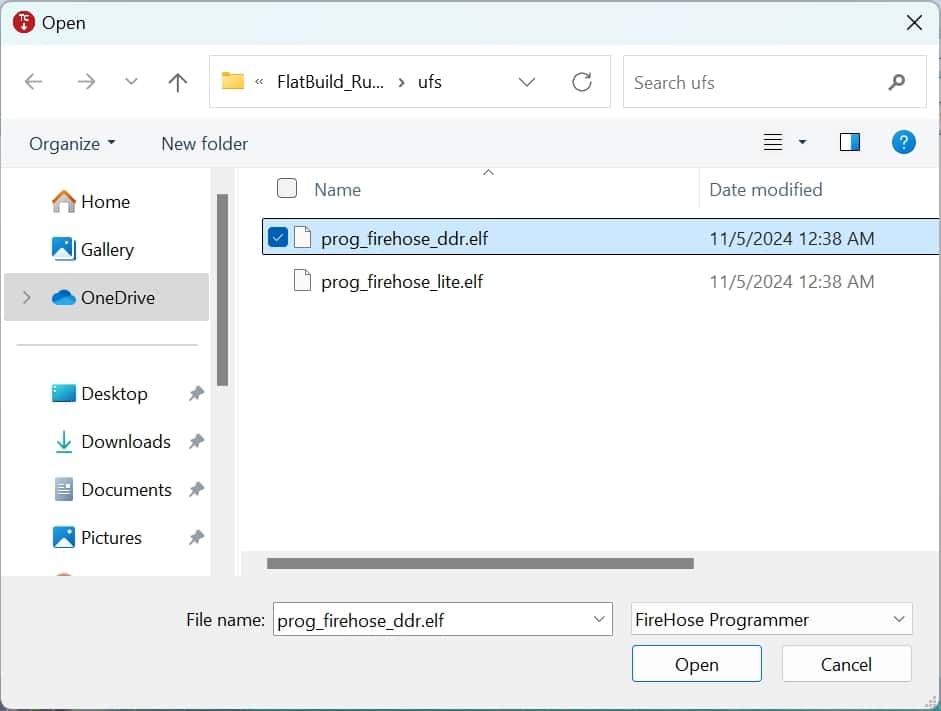 TC
Open
« FlatBuild_Ru... › ufs
Search ufs
Organize New folder
Name Date modified
Home
Gallery
OneDrive
Desktop
Downloads
Documents
Pictures
prog_firehose_ddr.elf 11/5/2024 12:38 AM
prog_firehose_lite.elf 11/5/2024 12:38 AM
File name: prog_firehose_ddr.elf FireHose Programmer
Open Cancel